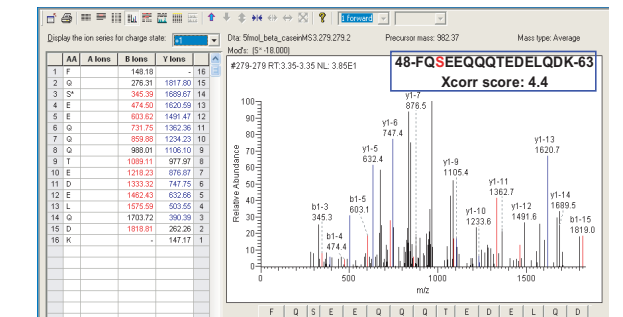 1 Forward
Display the ion series for charge state: +1
Dta: 5fmol_beta_caseinMS3.279.279.2 Precursor mass: 982.37 Mass type: Average
Mod's: (S* -18.000)
#279-279 RT:3.35-3.35 NL: 3.85E1
48-FQSEEQQQTEDELQDK-63
Xcorr score: 4.4
AA A Ions B Ions Y Ions
1 F 148.18 - 16
2 Q 276.31 1817.80 15
3 S* 345.39 1689.67 14
4 E 474.50 1620.59 13
5 E 603.62 1491.47 12
6 Q 731.75 1362.36 11
7 Q 859.88 1234.23 10
8 Q 988.01 1106.10 9
9 T 1089.11 977.97 8
10 E 1218.23 876.87 7
11 D 1333.32 747.75 6
12 E 1462.43 632.66 5
13 L 1575.59 503.55 4
14 Q 1703.72 390.39 3
15 D 1818.81 262.26 2
16 K - 147.17 1
Relative Abundance
100
90
80
70
60
50
40
30
20
10
0
y1-7
876.5
y1-6
747.4
y1-5
632.4
y1-13
1620.7
y1-9
1105.4
y1-11
1362.7
b1-3
345.3
b1-5
603.1
b1-4
474.4
y1-10
1233.6
y1-12
1491.6
y1-14
1689.5
b1-15
1819.0
0 500 1000 1500
m/z
F Q S E E Q Q Q T E D E L Q D